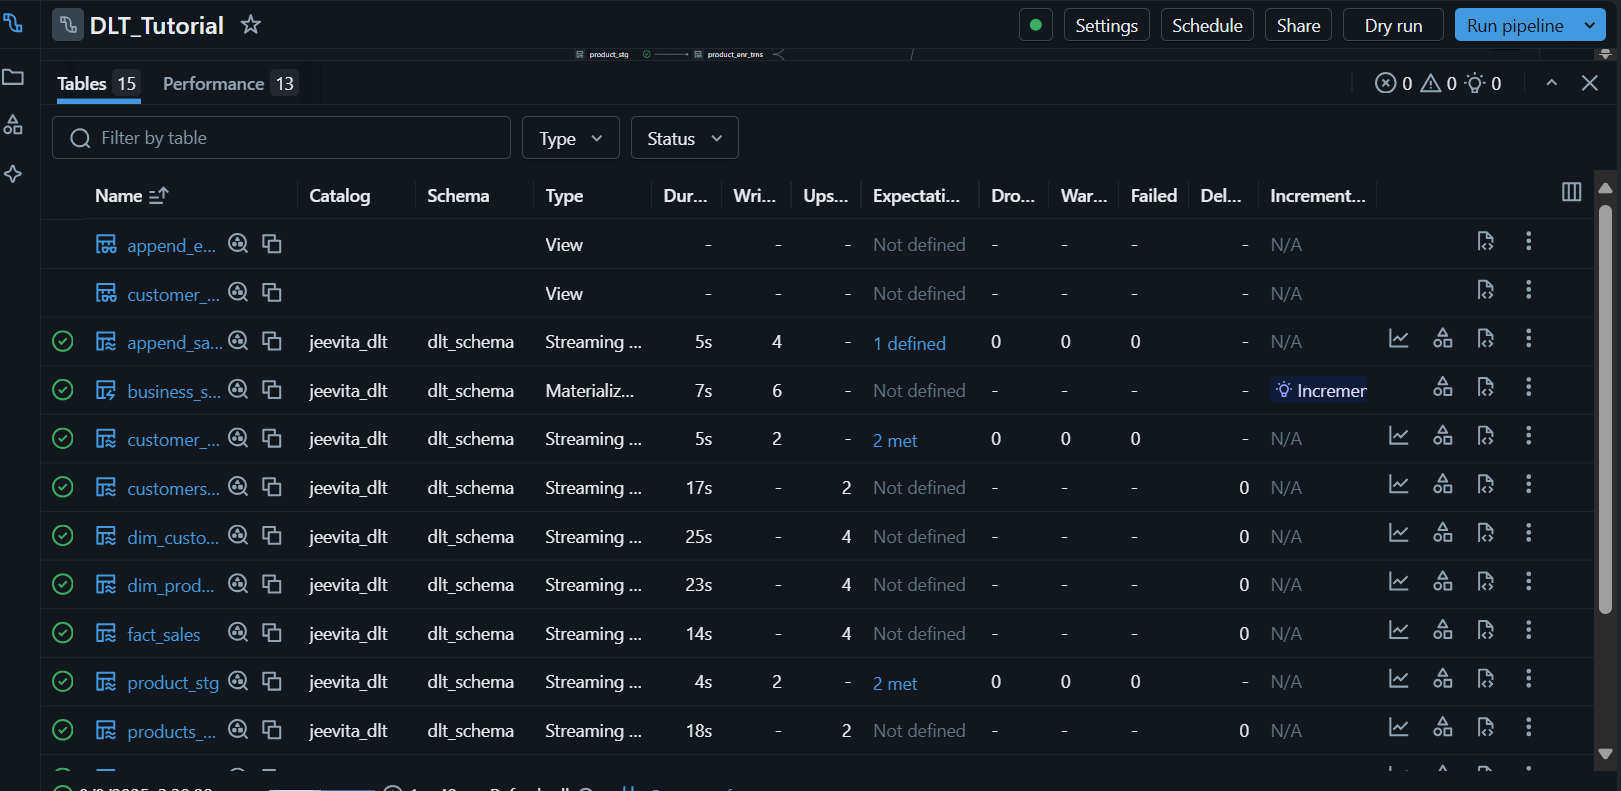 DLT_Tutorial
Settings
Schedule
Share
Dry run
Run pipeline
product_stg product_enr_trns
Tables 15 Performance 13
0 0 0
Filter by table
Type
Status
Name Catalog Schema Type Dur... Wri... Ups... Expectati... Dro... War... Failed Del... Increment...
append_e... View - - - Not defined - - - - N/A
customer_... View - - - Not defined - - - - N/A
append_sa... jeevita_dlt dlt_schema Streaming ... 5s 4 - 1 defined 0 0 0 - N/A
business_s... jeevita_dlt dlt_schema Materializ... 7s 6 - Not defined - - - - Incremer
customer_... jeevita_dlt dlt_schema Streaming ... 5s 2 - 2 met 0 0 0 - N/A
customers... jeevita_dlt dlt_schema Streaming ... 17s - 2 Not defined - - - 0 N/A
dim_custo... jeevita_dlt dlt_schema Streaming ... 25s - 4 Not defined - - - 0 N/A
dim_prod... jeevita_dlt dlt_schema Streaming ... 23s - 4 Not defined - - - 0 N/A
fact_sales jeevita_dlt dlt_schema Streaming ... 14s - 4 Not defined - - - 0 N/A
product_stg jeevita_dlt dlt_schema Streaming ... 4s 2 - 2 met 0 0 0 - N/A
products_... jeevita_dlt dlt_schema Streaming ... 18s - 2 Not defined - - - 0 N/A